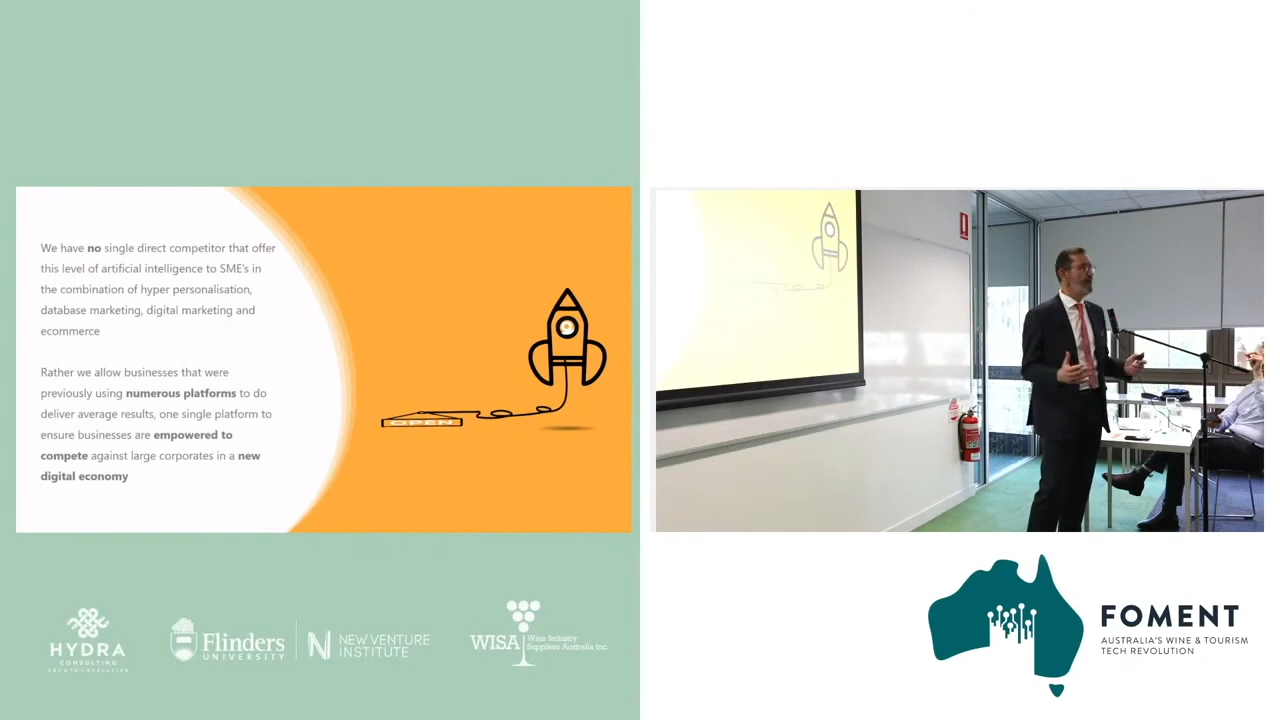 We have no single direct competitor that offer
this level of artificial intelligence to SME's in
the combination of hyper personalisation,
database marketing, digital marketing and
ecommerce
Rather we allow businesses that were
previously using numerous platforms to do
deliver average results, one single platform to
ensure businesses are empowered to
compete against large corporates in a new
digital economy
OPEN
HYDRA
CONSULTING
Flinders
UNIVERSITY
NEW VENTURE
INSTITUTE
WISA
Wine Industry
Suppliers Australia Inc.
FOMENT
AUSTRALIA'S WINE & TOURISM
TECH REVOLUTION